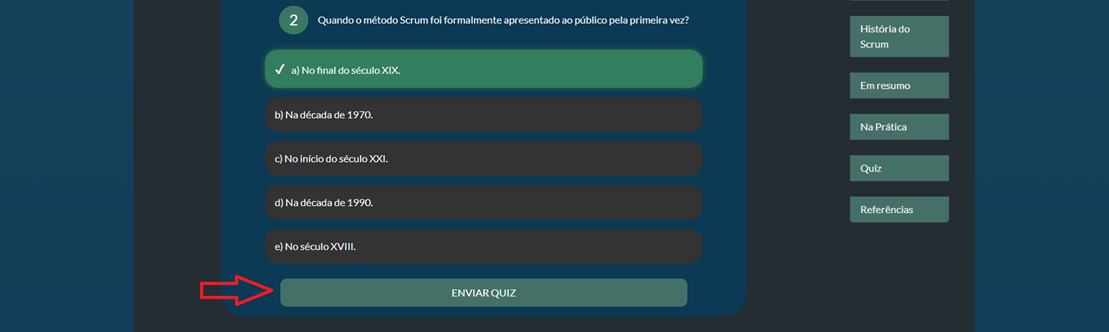 2
Quando o método Scrum foi formalmente apresentado ao público pela primeira vez?
a) No final do século XIX.
b) Na década de 1970.
c) No início do século XXI.
d) Na década de 1990.
e) No século XVIII.
ENVIAR QUIZ
História do
Scrum
Em resumo
Na Prática
Quiz
Referências